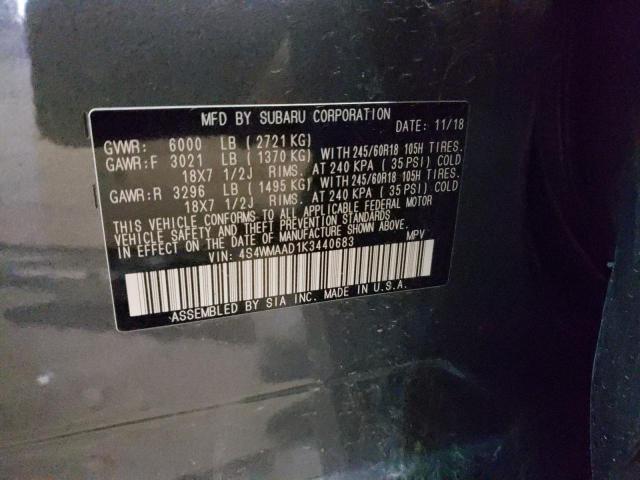 MFD BY SUBARU CORPORATION
DATE: 11/18
GVWR: 6000 LB (2721 KG)
GAWR:F 3021 LB (1370 KG) WITH 245/60R18 105H TIRES.
18X7 1/2J RIMS. AT 240 KPA (35 PSI) COLD
GAWR:R 3296 LB (1495 KG) WITH 245/60R18 105H TIRES.
18X7 1/2J RIMS. AT 240 KPA (35 PSI) COLD
THIS VEHICLE CONFORMS TO ALL APPLICABLE FEDERAL MOTOR
VEHICLE SAFETY AND THEFT PREVENTION STANDARDS
IN EFFECT ON THE DATE OF MANUFACTURE SHOWN ABOVE.
VIN: 4S4WMAAD1K3440683 MPV
ASSEMBLED BY SIA INC. MADE IN U.S.A.